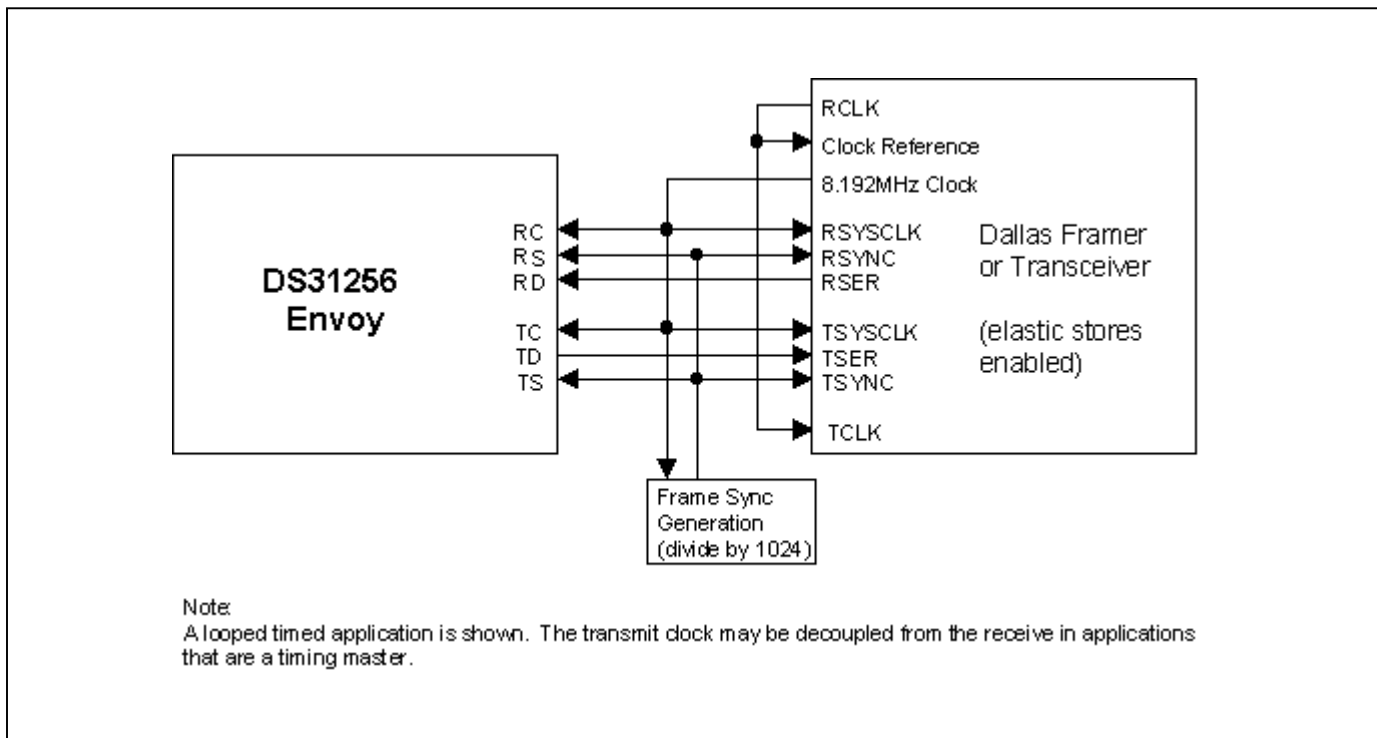 DS31256
Envoy
RC
RS
RD
TC
TD
TS
RCLK
Clock Reference
8.192MHz Clock
RSYSCLK
RSYNC
RSER
TSYSCLK
TSER
TSYNC
TCLK
Dallas Framer
or Transceiver
(elastic stores
enabled)
Frame Sync
Generation
(divide by 1024)
Note:
A looped timed application is shown. The transmit clock may be decoupled from the receive in applications
that are a timing master.